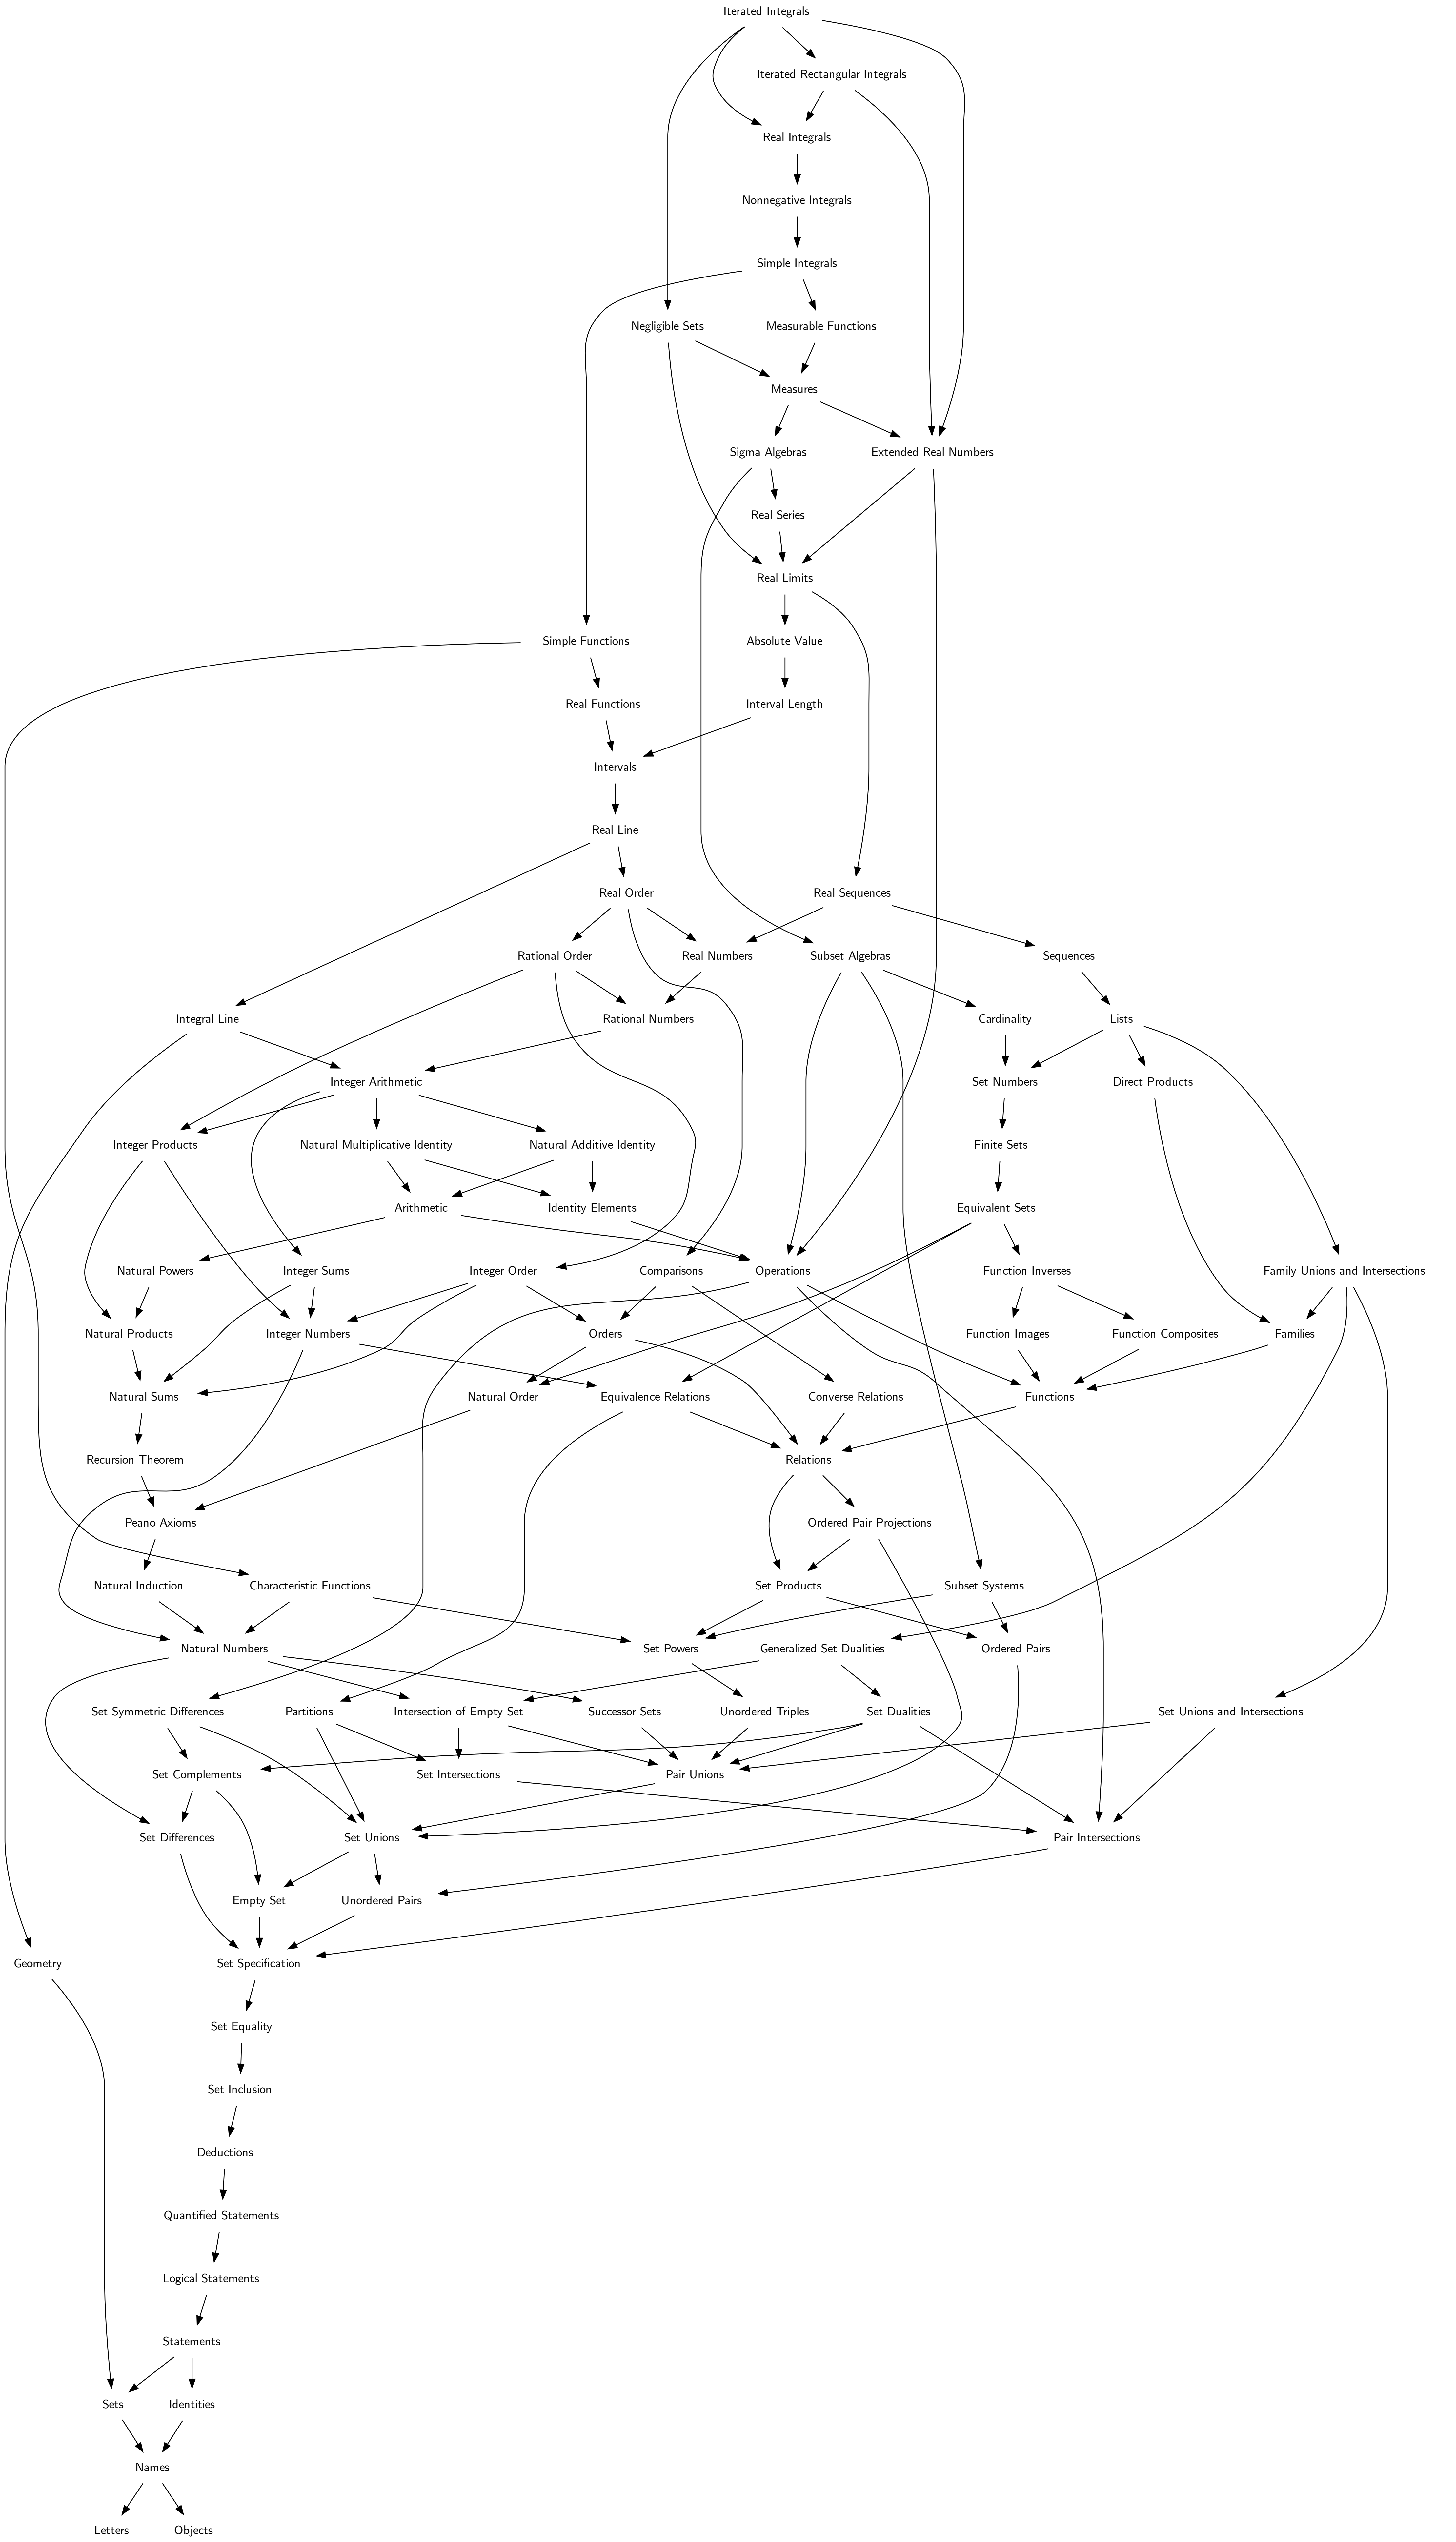 Iterated Integrals
Iterated Rectangular Integrals
Real Integrals
Nonnegative Integrals
Simple Integrals
Negligible Sets
Measurable Functions
Measures
Sigma Algebras
Extended Real Numbers
Real Series
Real Limits
Simple Functions
Absolute Value
Real Functions
Interval Length
Intervals
Real Line
Real Order
Real Sequences
Rational Order
Real Numbers
Subset Algebras
Sequences
Integral Line
Rational Numbers
Cardinality
Lists
Integer Arithmetic
Set Numbers
Direct Products
Integer Products
Natural Multiplicative Identity
Natural Additive Identity
Finite Sets
Arithmetic
Identity Elements
Equivalent Sets
Natural Powers
Integer Sums
Integer Order
Comparisons
Operations
Function Inverses
Family Unions and Intersections
Natural Products
Integer Numbers
Orders
Function Images
Function Composites
Families
Natural Sums
Natural Order
Equivalence Relations
Converse Relations
Functions
Recursion Theorem
Relations
Peano Axioms
Ordered Pair Projections
Natural Induction
Characteristic Functions
Set Products
Subset Systems
Natural Numbers
Set Powers
Generalized Set Dualities
Ordered Pairs
Set Symmetric Differences
Partitions
Intersection of Empty Set
Successor Sets
Unordered Triples
Set Dualities
Set Unions and Intersections
Set Complements
Set Intersections
Pair Unions
Set Differences
Set Unions
Pair Intersections
Empty Set
Unordered Pairs
Geometry
Set Specification
Set Equality
Set Inclusion
Deductions
Quantified Statements
Logical Statements
Statements
Sets
Identities
Names
Letters
Objects